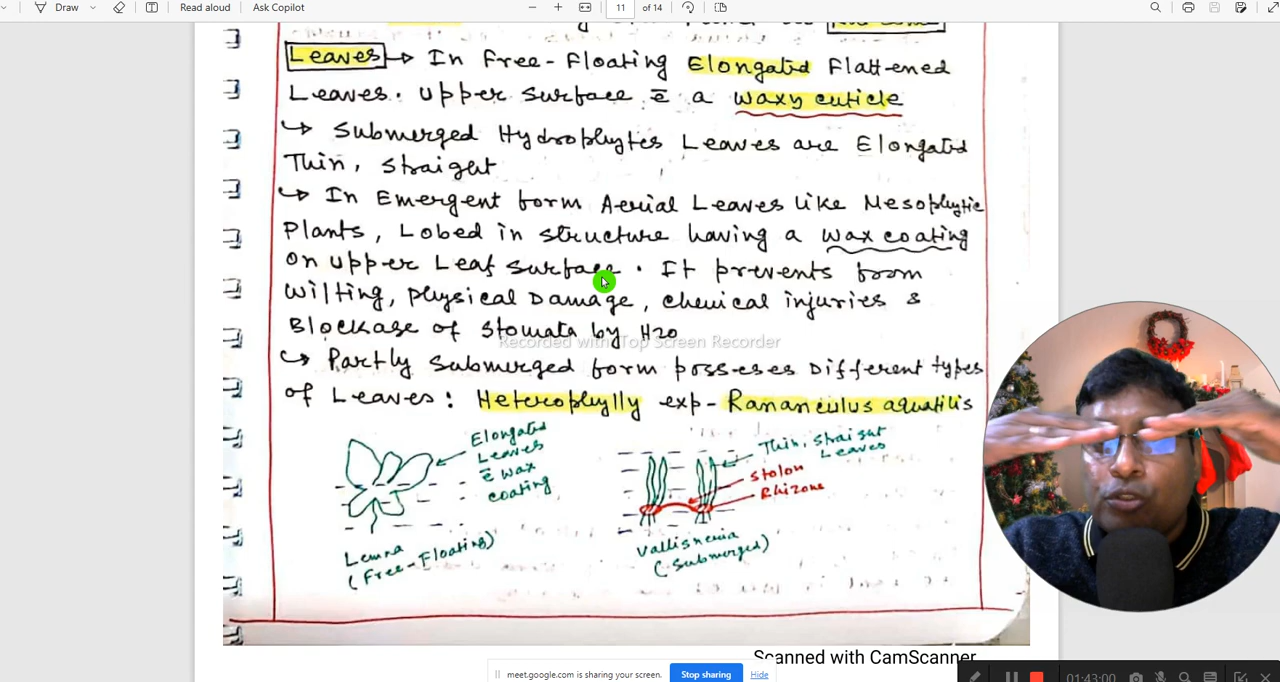 Draw
Read aloud
Ask Copilot
11
of 14
Leaves → In Free-Floating Elongated Flattened
Leaves. Upper surface c̄ a waxy cuticle
↳ Submerged Hydrophytes Leaves are Elongated
Thin, straight
↳ In Emergent form Aerial Leaves like Mesophytic
Plants, Lobed in structure having a wax coating
on upper Leaf surface. It prevents from
wilting, physical Damage, chemical injuries &
Blockage of stomata by H2O
Recorded with Top Screen Recorder
↳ Partly submerged form posseses Different types
of Leaves: Heterophylly exp- Rananculus aquatilis
Elongated
Leaves
c̄ wax
coating
Thin, straight
Leaves
stolon
Rhizome
Lemna
(Free-Floating)
Vallisneria
(submerged)
Scanned with CamScanner
meet.google.com is sharing your screen.
Stop sharing
Hide
01:43:00